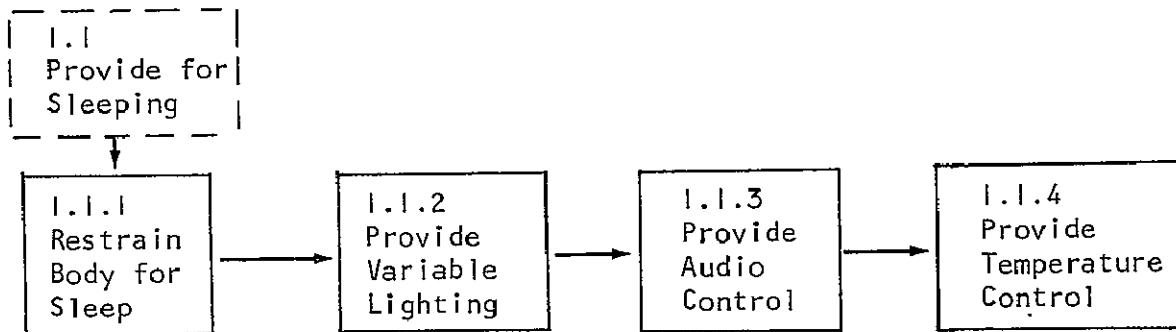 1.1
Provide for
Sleeping
1.1.1
Restrain
Body for
Sleep
1.1.2
Provide
Variable
Lighting
1.1.3
Provide
Audio
Control
1.1.4
Provide
Temperature
Control